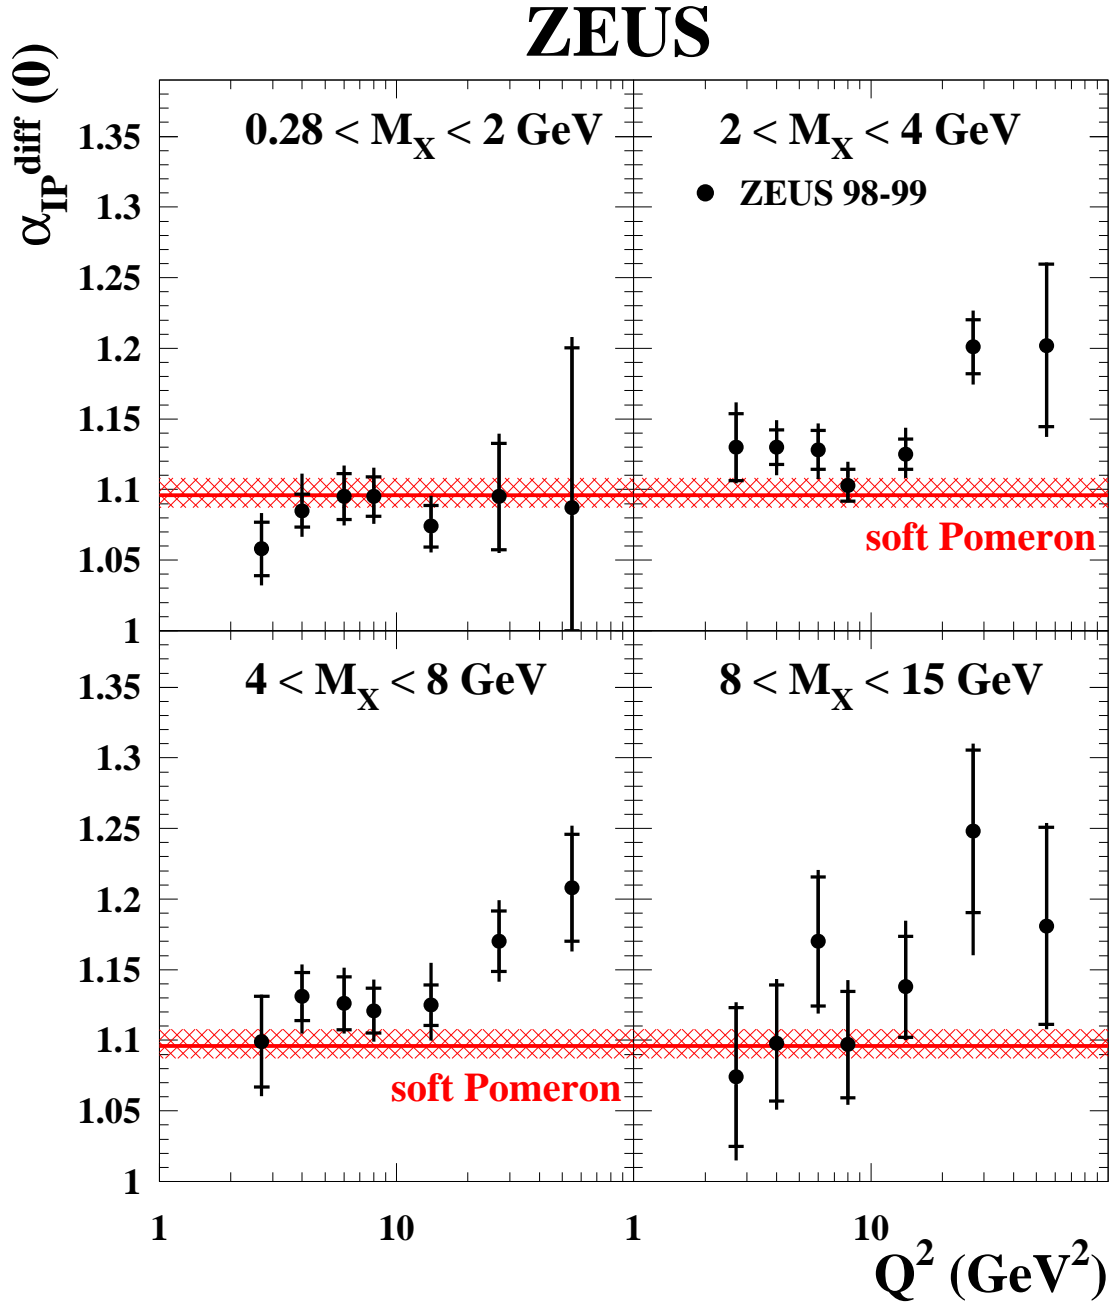 ZEUS
α_IP^diff (0)
0.28 < M_X < 2 GeV
2 < M_X < 4 GeV
ZEUS 98-99
1.35
1.3
1.25
1.2
1.15
1.1
1.05
1
soft Pomeron
4 < M_X < 8 GeV
8 < M_X < 15 GeV
1.35
1.3
1.25
1.2
1.15
1.1
1.05
1
soft Pomeron
1 10 1 10
Q² (GeV²)